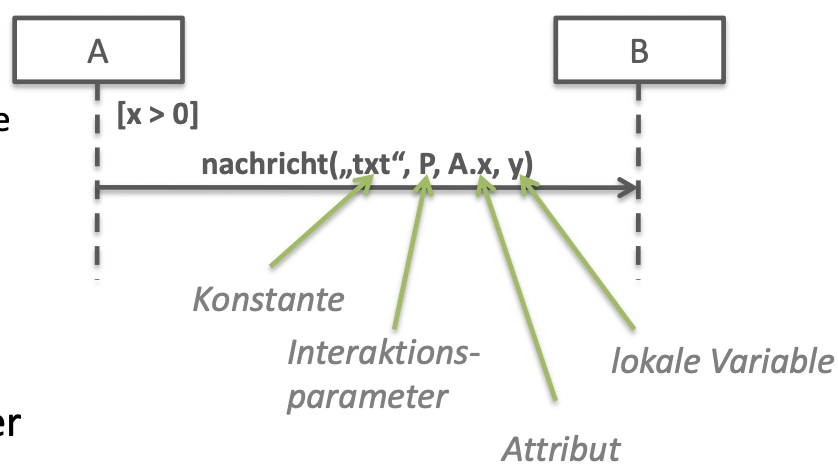 A
B
e
[x > 0]
nachricht(„txt“, P, A.x, y)
Konstante
Interaktions-
parameter
lokale Variable
er
Attribut